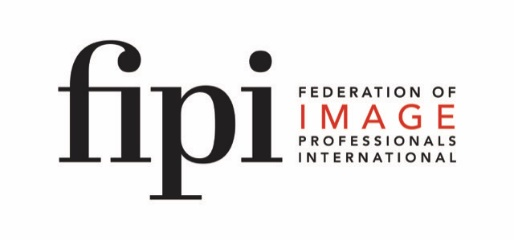 fipi
FEDERATION OF
IMAGE
PROFESSIONALS
INTERNATIONAL